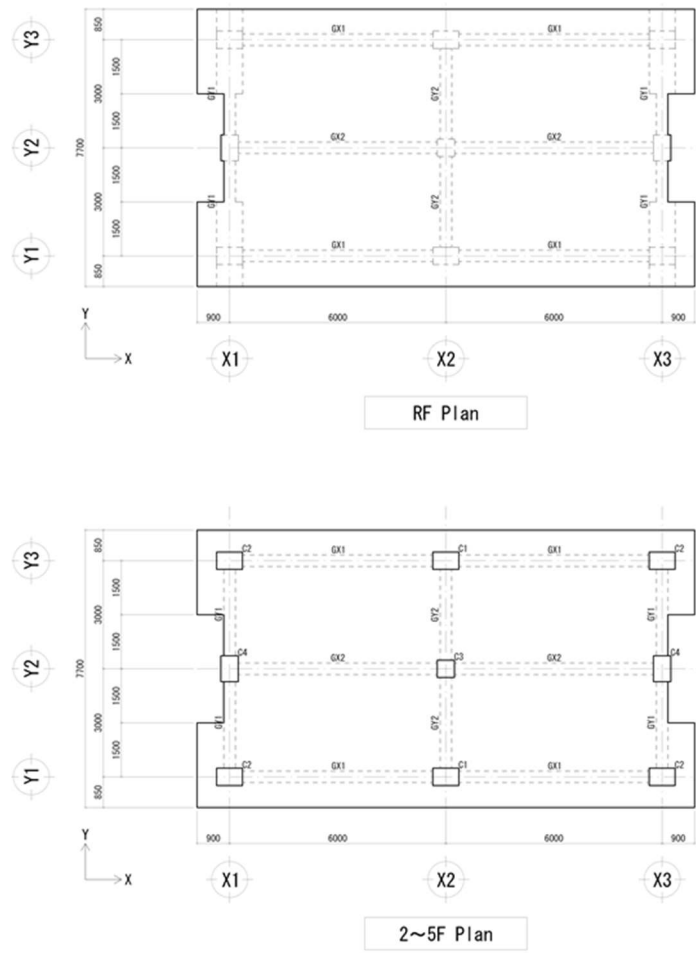 Y3
850
GX1
GX1
1500
GY1
GY2
GY1
3000
1500
Y2
7700
GX2
GX2
1500
3000
GY1
GY2
GY1
1500
Y1
GX1
GX1
850
Y
900
6000
6000
900
X
X1
X2
X3
RF Plan
Y3
850
C2
C1
C2
GX1
GX1
1500
3000
GY1
GY2
GY1
1500
C4
C3
C4
Y2
7700
GX2
GX2
1500
3000
GY1
GY2
GY1
1500
Y1
C2
C1
C2
GX1
GX1
850
Y
900
6000
6000
900
X
X1
X2
X3
2～5F Plan